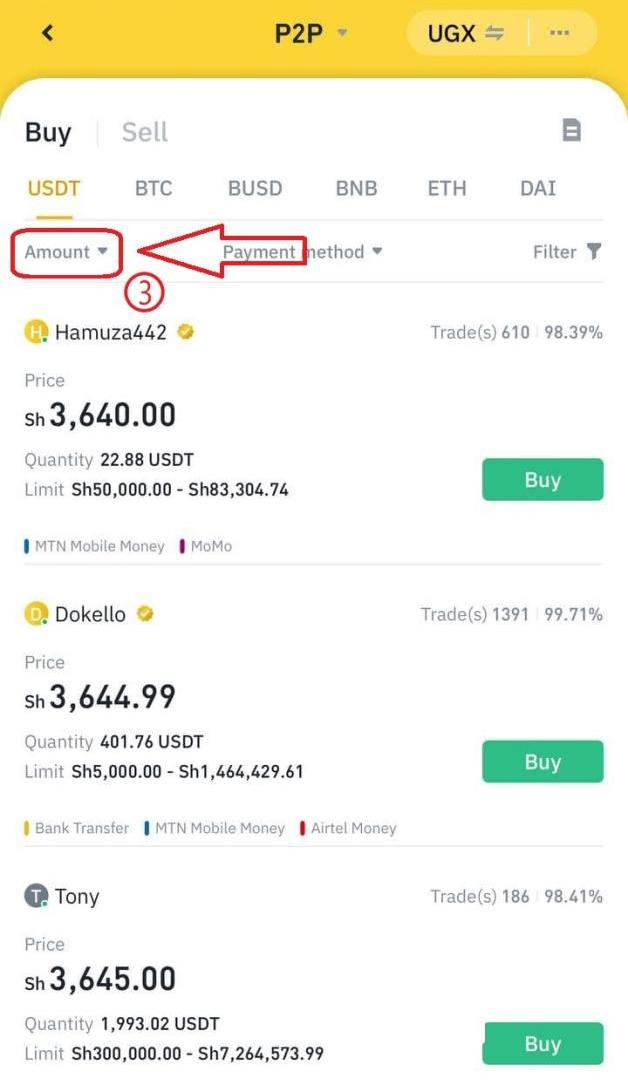 P2P UGX
Buy Sell
USDT BTC BUSD BNB ETH DAI
Amount Payment method Filter
3
H Hamuza442 Trade(s) 610 98.39%
Price
Sh 3,640.00
Quantity 22.88 USDT
Limit Sh50,000.00 - Sh83,304.74 Buy
MTN Mobile Money MoMo
D Dokello Trade(s) 1391 99.71%
Price
Sh 3,644.99
Quantity 401.76 USDT
Limit Sh5,000.00 - Sh1,464,429.61 Buy
Bank Transfer MTN Mobile Money Airtel Money
T Tony Trade(s) 186 98.41%
Price
Sh 3,645.00
Quantity 1,993.02 USDT
Limit Sh300,000.00 - Sh7,264,573.99 Buy